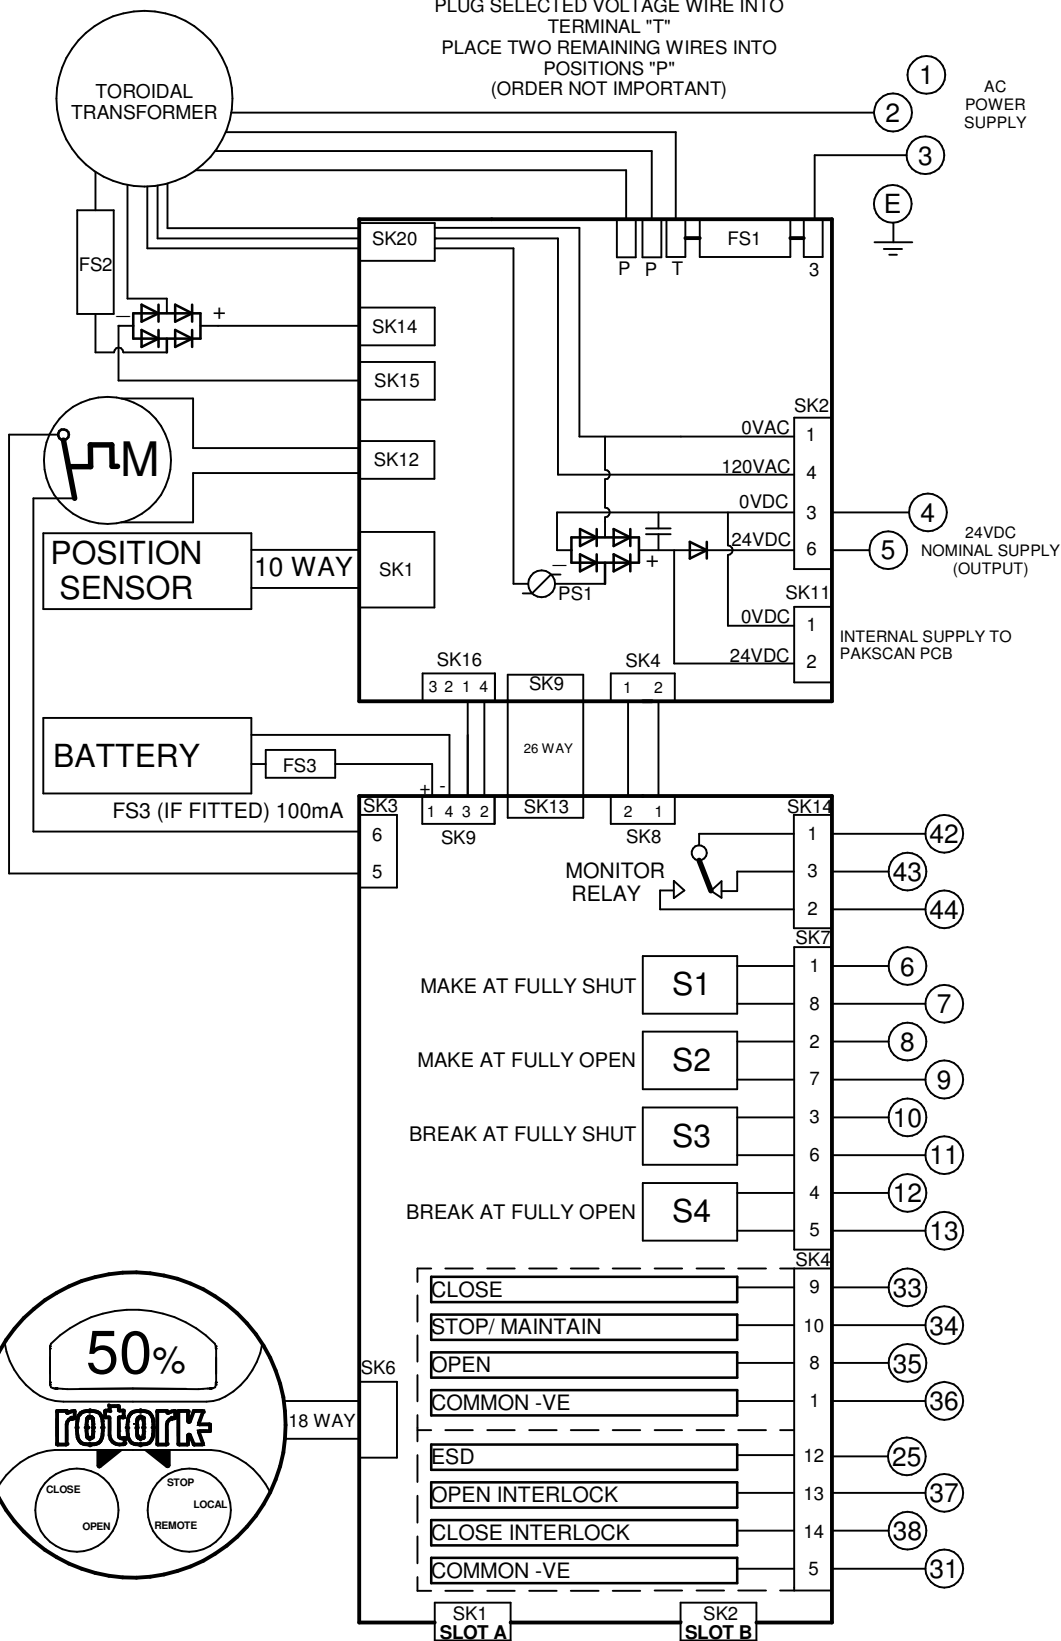 PLUG SELECTED VOLTAGE WIRE INTO
TERMINAL "T"
PLACE TWO REMAINING WIRES INTO
POSITIONS "P"
(ORDER NOT IMPORTANT)
TOROIDAL
TRANSFORMER
1
2
3
E
AC
POWER
SUPPLY
FS2
SK20
P P T
FS1
3
– +
SK14
SK15
SK12
M
SK2
0VAC 1
120VAC 4
0VDC 3
24VDC 6
4
5
24VDC
NOMINAL SUPPLY
(OUTPUT)
– +
PS1
POSITION
SENSOR
10 WAY
SK1
SK11
0VDC 1
24VDC 2
INTERNAL SUPPLY TO
PAKSCAN PCB
SK16
3 2 1 4
SK9
SK4
1 2
BATTERY
FS3
26 WAY
FS3 (IF FITTED) 100mA
+ -
SK3
6
5
1 4 3 2
SK9
SK13
2 1
SK8
SK14
MONITOR
RELAY
1 42
3 43
2 44
SK7
MAKE AT FULLY SHUT S1
1 6
8 7
MAKE AT FULLY OPEN S2
2 8
7 9
BREAK AT FULLY SHUT S3
3 10
6 11
BREAK AT FULLY OPEN S4
4 12
5 13
SK4
CLOSE 9 33
STOP/ MAINTAIN 10 34
OPEN 8 35
COMMON -VE 1 36
ESD 12 25
OPEN INTERLOCK 13 37
CLOSE INTERLOCK 14 38
COMMON -VE 5 31
50%
rotork
CLOSE
OPEN
STOP
LOCAL
REMOTE
18 WAY
SK6
SK1
SLOT A
SK2
SLOT B